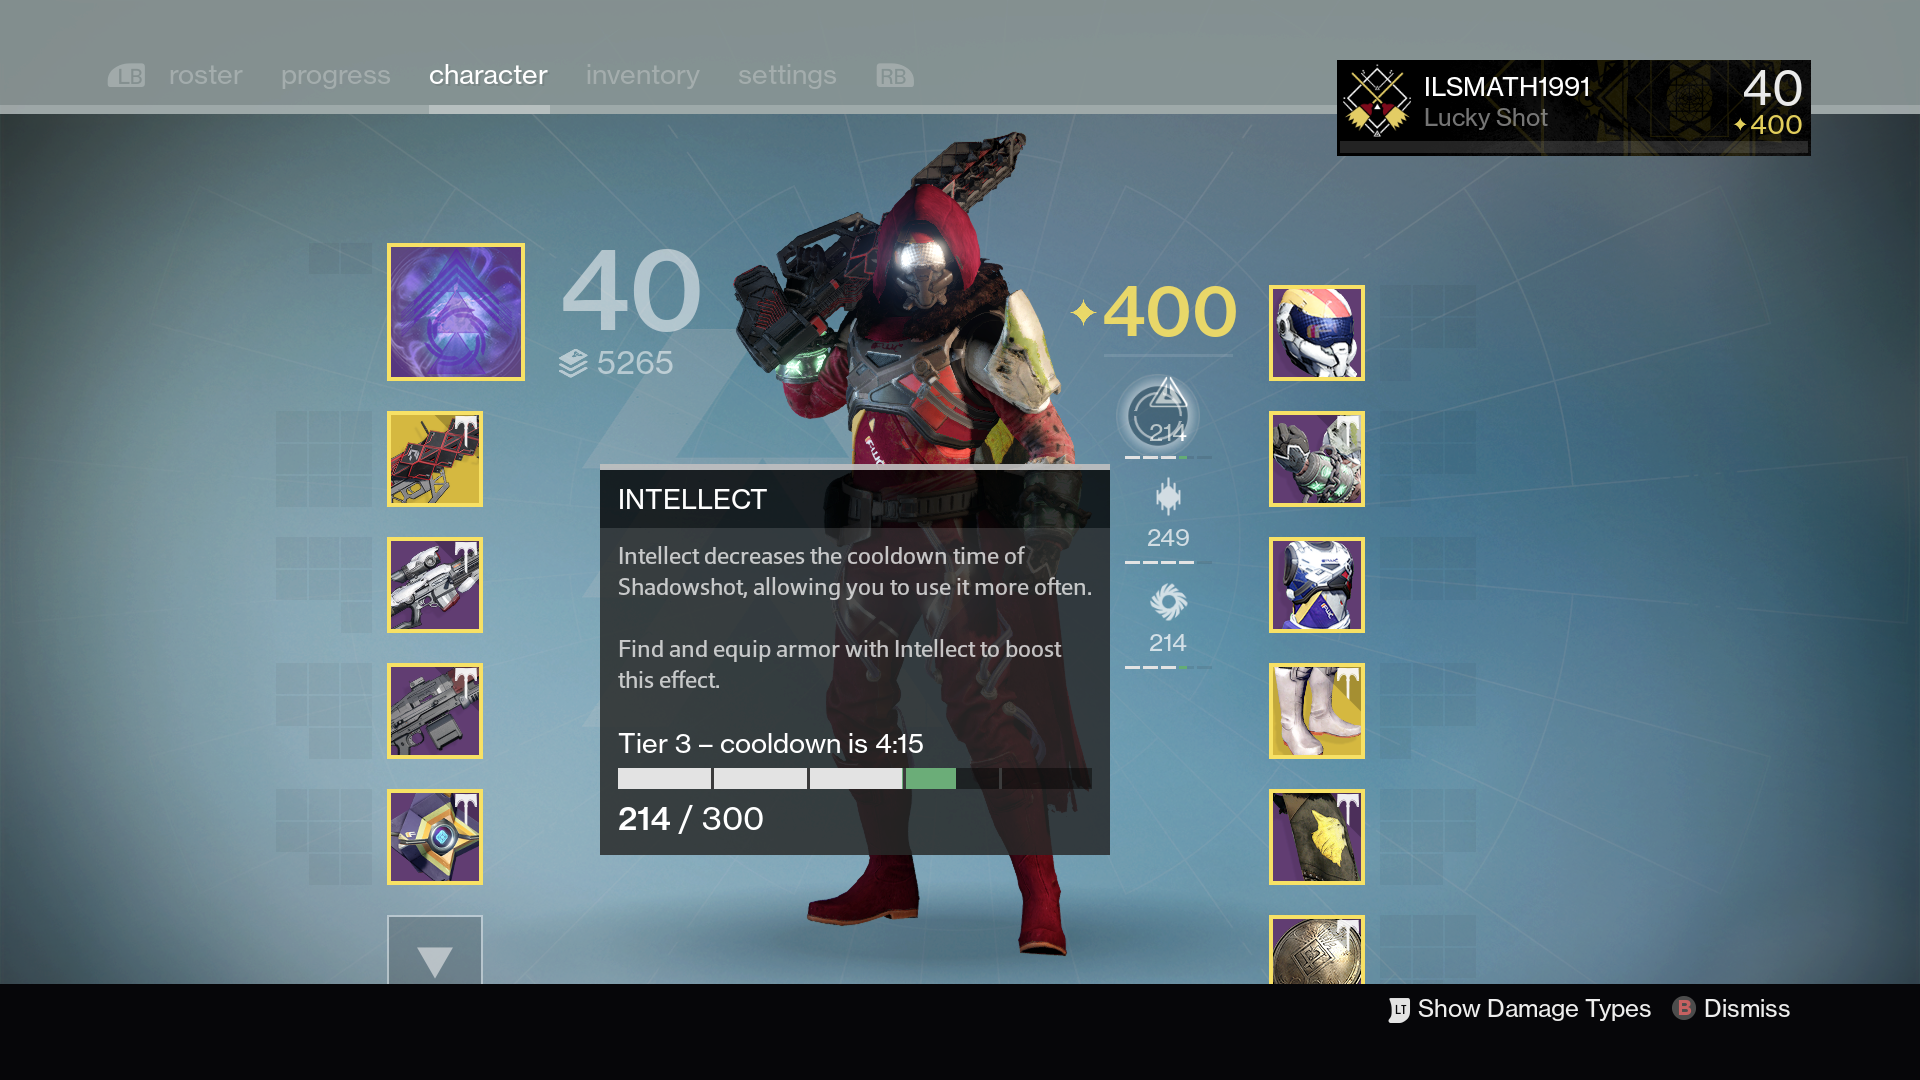 LB roster progress character inventory settings RB
ILSMATH1991
Lucky Shot
40
400
40
5265
400
214
249
214
INTELLECT
Intellect decreases the cooldown time of
Shadowshot, allowing you to use it more often.
Find and equip armor with Intellect to boost
this effect.
Tier 3 – cooldown is 4:15
214 / 300
LT Show Damage Types B Dismiss